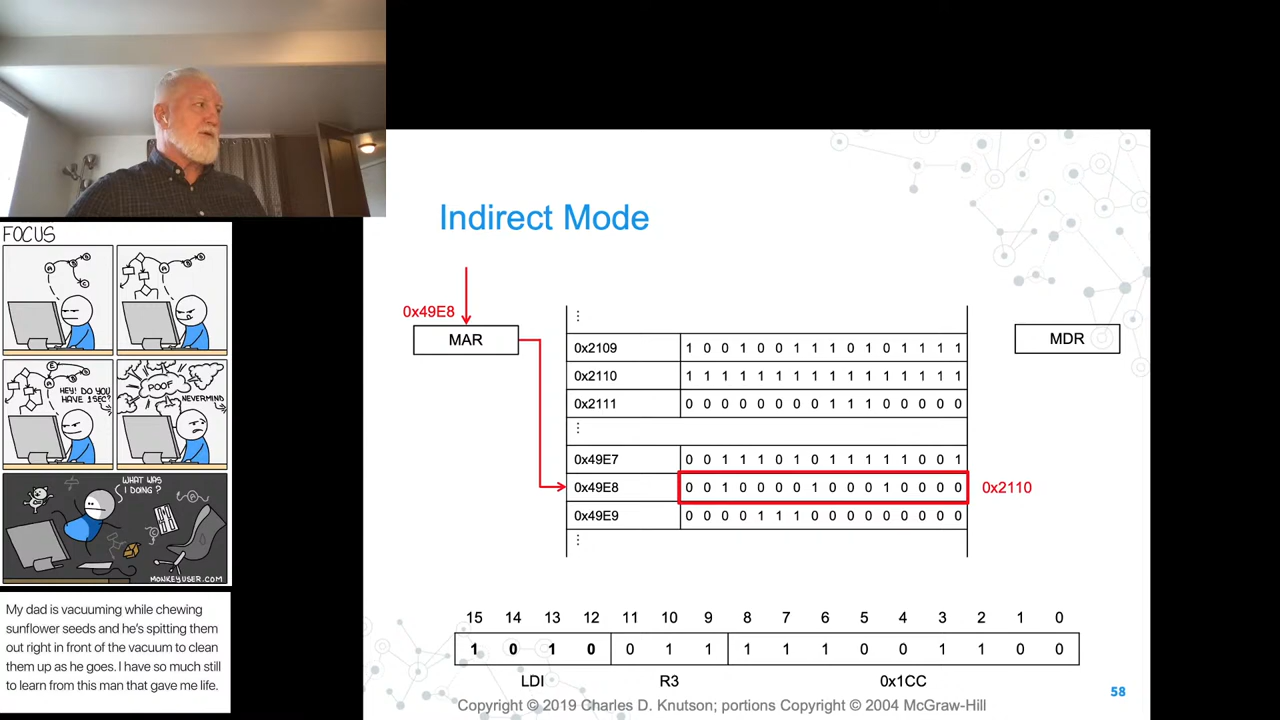 FOCUS
HEY! DO YOU
HAVE 1 SEC?
POOF
NEVERMIND
WHAT WAS
I DOING?
MONKEYUSER.COM
My dad is vacuuming while chewing
sunflower seeds and he's spitting them
out right in front of the vacuum to clean
them up as he goes. I have so much still
to learn from this man that gave me life.
Indirect Mode
0x49E8
MAR
MDR
⋮
0x2109 1 0 0 1 0 0 1 1 1 0 1 0 1 1 1 1
0x2110 1 1 1 1 1 1 1 1 1 1 1 1 1 1 1 1
0x2111 0 0 0 0 0 0 0 0 1 1 1 0 0 0 0 0
⋮
0x49E7 0 0 1 1 1 0 1 0 1 1 1 1 1 0 0 1
0x49E8 0 0 1 0 0 0 0 1 0 0 0 1 0 0 0 0 0x2110
0x49E9 0 0 0 0 1 1 1 0 0 0 0 0 0 0 0 0
⋮
15 14 13 12 11 10 9 8 7 6 5 4 3 2 1 0
1 0 1 0 0 1 1 1 1 1 0 0 1 1 0 0
LDI R3 0x1CC
Copyright © 2019 Charles D. Knutson; portions Copyright © 2004 McGraw-Hill
58